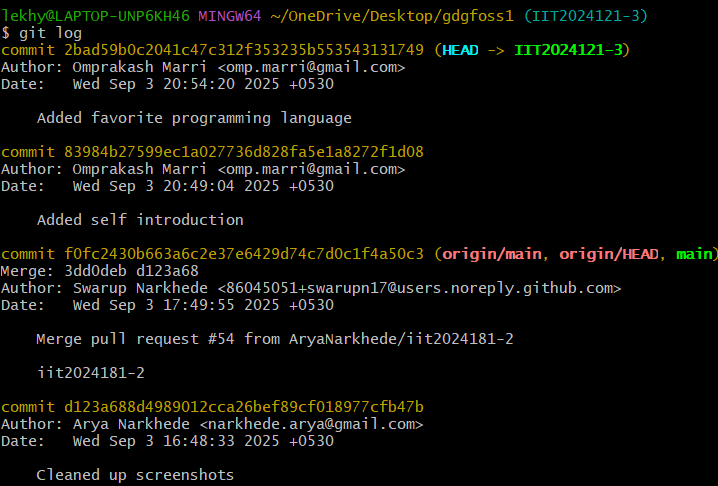 lekhy@LAPTOP-UNP6KH46 MINGW64 ~/OneDrive/Desktop/gdgfoss1 (IIT2024121-3)
$ git log
commit 2bad59b0c2041c47c312f353235b553543131749 (HEAD -> IIT2024121-3)
Author: Omprakash Marri <omp.marri@gmail.com>
Date:   Wed Sep 3 20:54:20 2025 +0530
    Added favorite programming language
commit 83984b27599ec1a027736d828fa5e1a8272f1d08
Author: Omprakash Marri <omp.marri@gmail.com>
Date:   Wed Sep 3 20:49:04 2025 +0530
    Added self introduction
commit f0fc2430b663a6c2e37e6429d74c7d0c1f4a50c3 (origin/main, origin/HEAD, main)
Merge: 3dd0deb d123a68
Author: Swarup Narkhede <86045051+swarupn17@users.noreply.github.com>
Date:   Wed Sep 3 17:49:55 2025 +0530
    Merge pull request #54 from AryaNarkhede/iit2024181-2
    iit2024181-2
commit d123a688d4989012cca26bef89cf018977cfb47b
Author: Arya Narkhede <narkhede.arya@gmail.com>
Date:   Wed Sep 3 16:48:33 2025 +0530
    Cleaned up screenshots